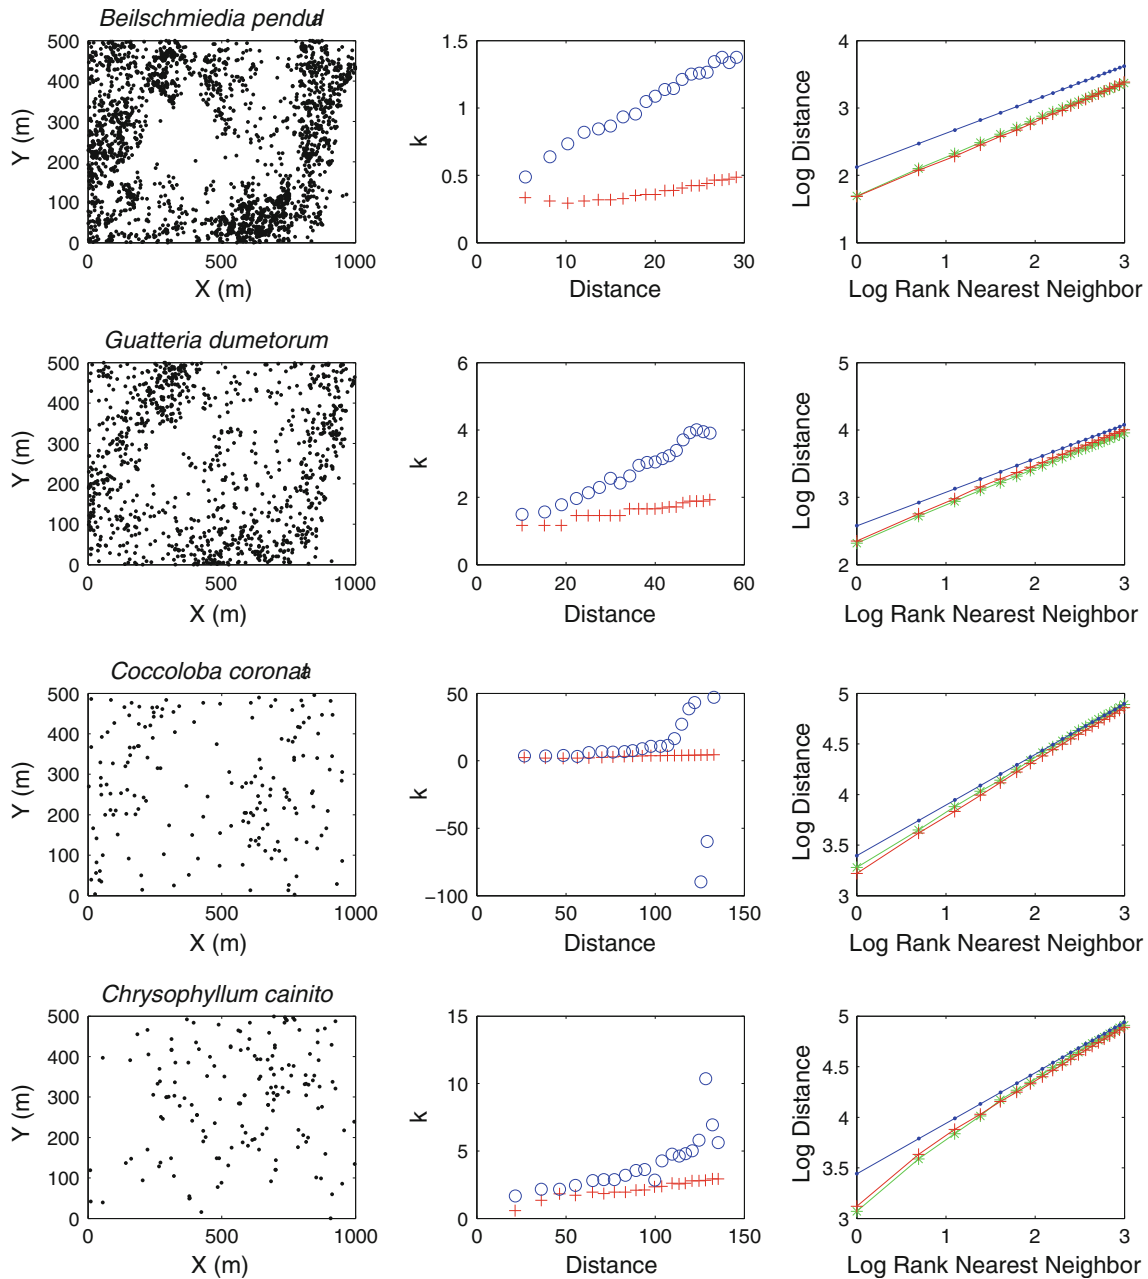 Beilschmiedia pendula
500
400
300
200
100
0
Y (m)
0 500 1000
X (m)
1.5
1
0.5
0
k
10 20 30
Distance
4
3
2
1
Log Distance
0 1 2 3
Log Rank Nearest Neighbor
Guatteria dumetorum
500
400
300
200
100
0
Y (m)
0 500 1000
X (m)
6
4
2
0
k
0 20 40 60
Distance
5
4
3
2
Log Distance
0 1 2 3
Log Rank Nearest Neighbor
Coccoloba coronata
500
400
300
200
100
0
Y (m)
0 500 1000
X (m)
50
0
−50
−100
k
0 50 100 150
Distance
5
4.5
4
3.5
3
Log Distance
0 1 2 3
Log Rank Nearest Neighbor
Chrysophyllum cainito
500
400
300
200
100
0
Y (m)
0 500 1000
X (m)
15
10
5
0
k
0 50 100 150
Distance
5
4.5
4
3.5
3
Log Distance
0 1 2 3
Log Rank Nearest Neighbor